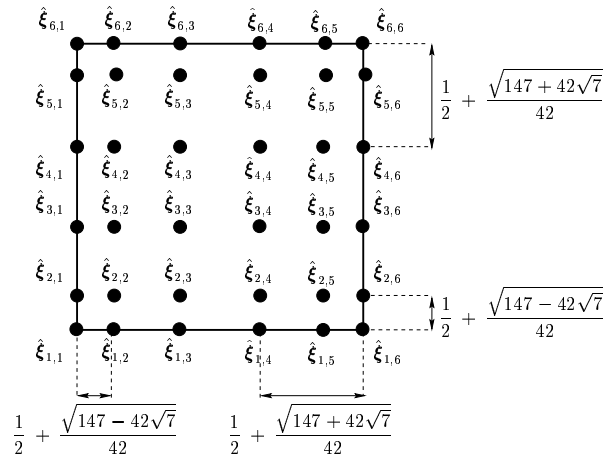 ξ̂6,1 ξ̂6,2 ξ̂6,3 ξ̂6,4 ξ̂6,5 ξ̂6,6
ξ̂5,1 ξ̂5,2 ξ̂5,3 ξ̂5,4 ξ̂5,5 ξ̂5,6
1/2 + √(147 + 42√7)/42
ξ̂4,1 ξ̂4,2 ξ̂4,3 ξ̂4,4 ξ̂4,5 ξ̂4,6
ξ̂3,1 ξ̂3,2 ξ̂3,3 ξ̂3,4 ξ̂3,5 ξ̂3,6
ξ̂2,1 ξ̂2,2 ξ̂2,3 ξ̂2,4 ξ̂2,5 ξ̂2,6
1/2 + √(147 − 42√7)/42
ξ̂1,1 ξ̂1,2 ξ̂1,3 ξ̂1,4 ξ̂1,5 ξ̂1,6
1/2 + √(147 − 42√7)/42 1/2 + √(147 + 42√7)/42